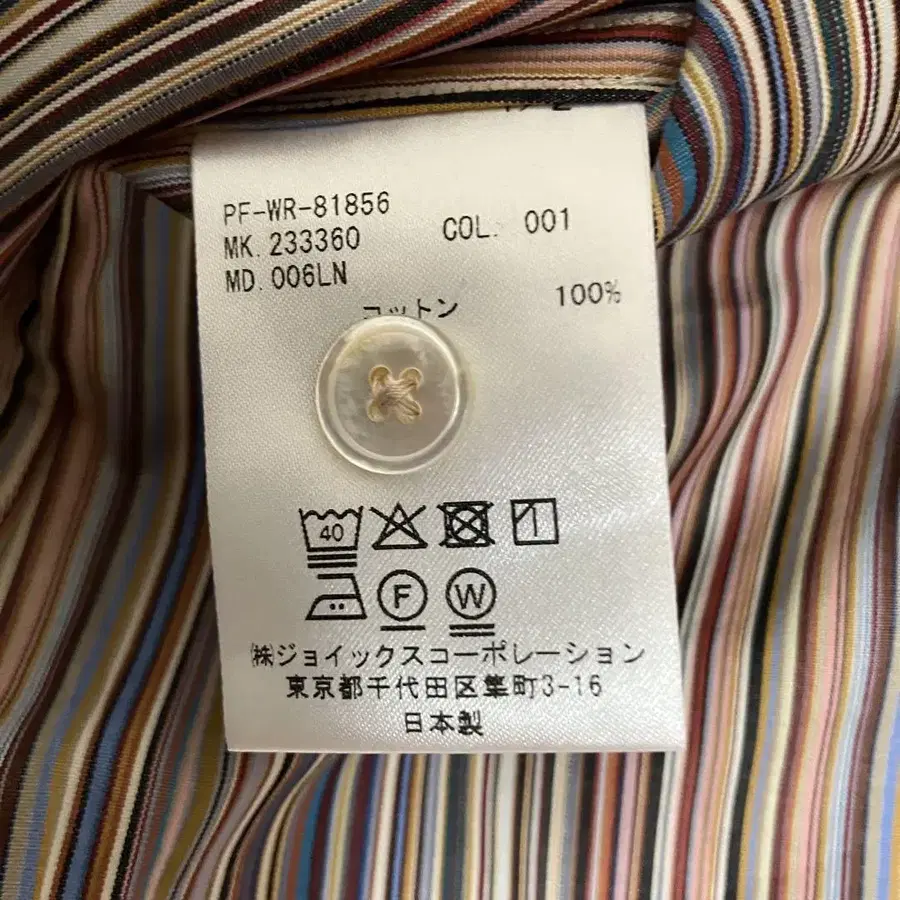 PF-WR-81856
MK. 233360 COL. 001
MD. 006LN
コットン 100%
40
F W
㈱ジョイックスコーポレーション
東京都千代田区隼町3-16
日本製